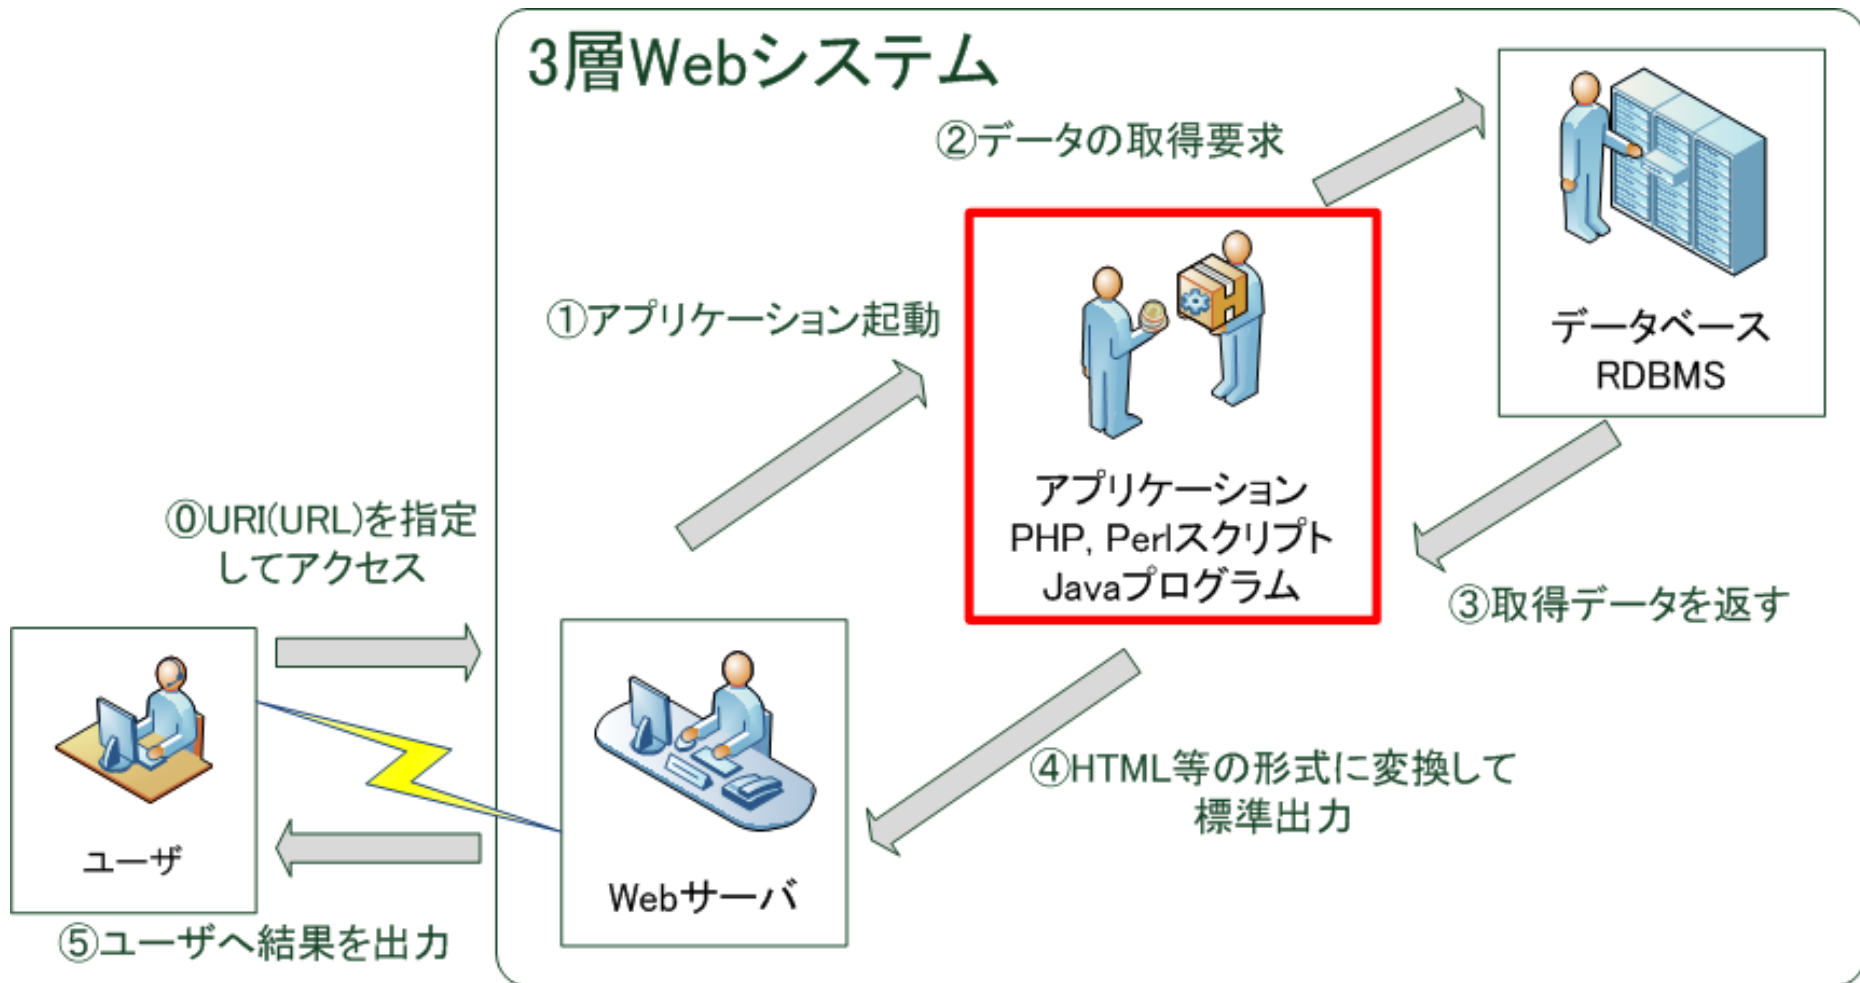 3層Webシステム
②データの取得要求
①アプリケーション起動
データベース
RDBMS
アプリケーション
PHP, Perlスクリプト
Javaプログラム
⓪URI(URL)を指定
してアクセス
③取得データを返す
④HTML等の形式に変換して
標準出力
ユーザ
Webサーバ
⑤ユーザへ結果を出力